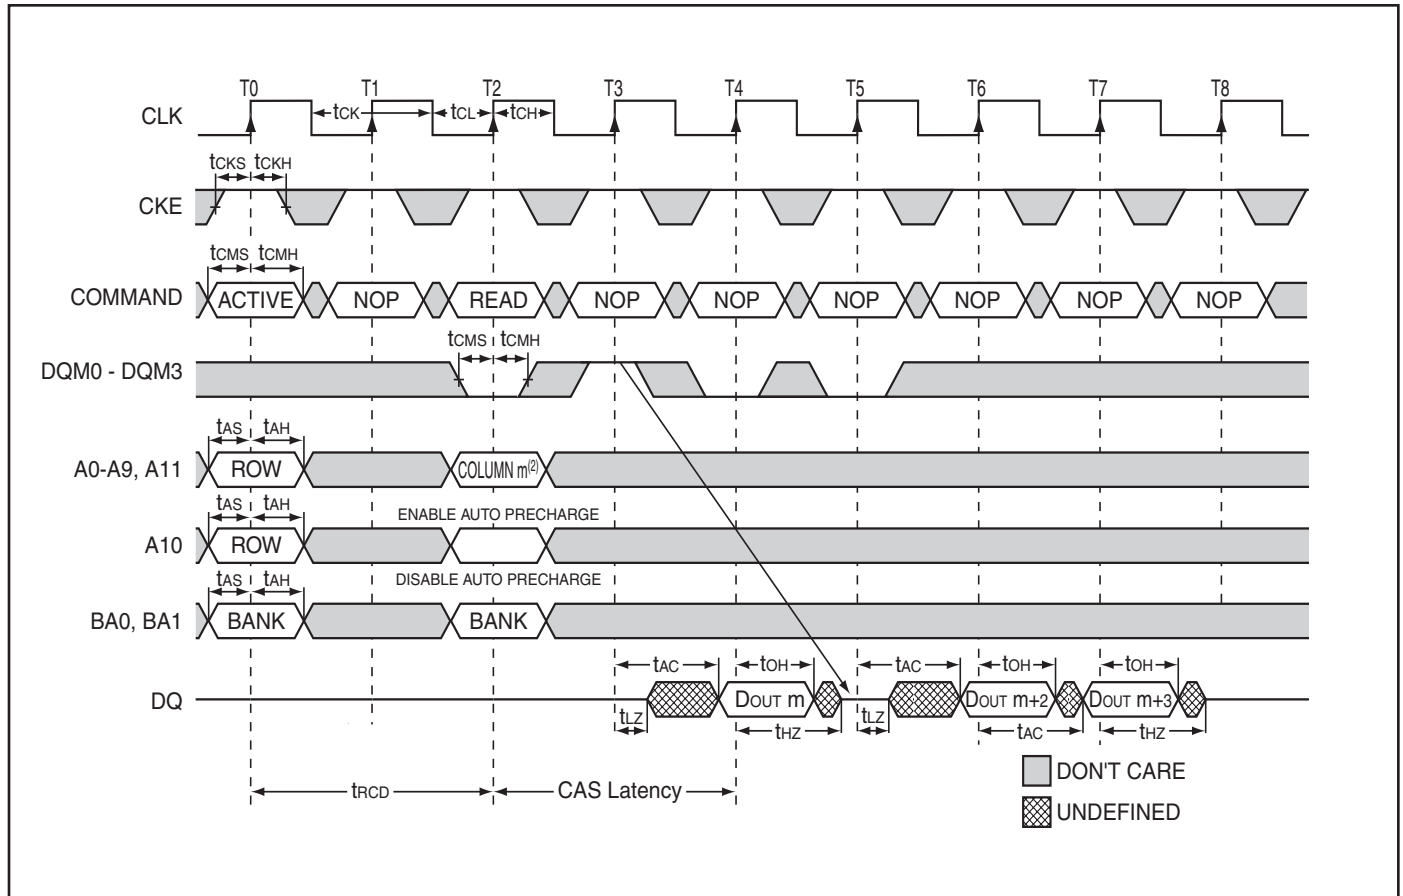 T0 T1 T2 T3 T4 T5 T6 T7 T8
CLK tCK tCL tCH
tCKS tCKH
CKE
tCMS tCMH
COMMAND ACTIVE NOP READ NOP NOP NOP NOP NOP NOP
tCMS tCMH
DQM0 - DQM3
tAS tAH
A0-A9, A11 ROW COLUMN m(2)
tAS tAH ENABLE AUTO PRECHARGE
A10 ROW
tAS tAH DISABLE AUTO PRECHARGE
BA0, BA1 BANK BANK
tAC tOH tAC tOH tOH
DQ DOUT m DOUT m+2 DOUT m+3
tLZ tHZ tLZ tAC tHZ
DON'T CARE
tRCD CAS Latency
UNDEFINED